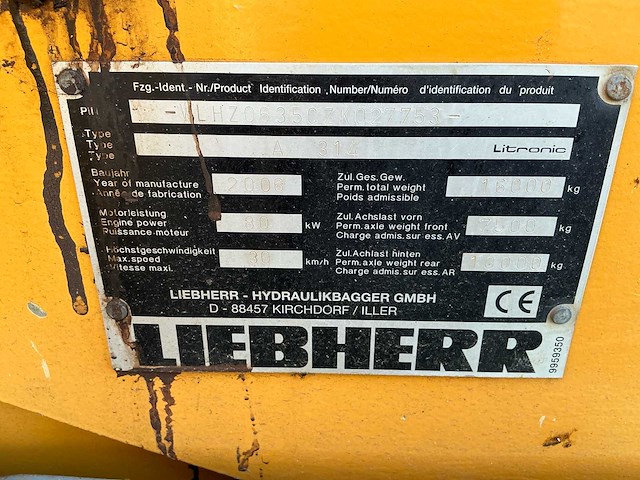 Fzg.-Ident.- Nr./Product Identification Number/Numéro d'identification du produit
Type
Type A 312 Litronic
Type
Baujahr
Year of manufacture
Année de fabrication
Zul.Ges.Gew.
Perm.total weight kg
Poids admissible
Motorleistung
Engine power kW
Puissance moteur
Zul.Achslast vorn
Perm.axle weight front kg
Charge admis.sur ess.AV
Höchstgeschwindigkeit
Max.speed km/h
Vitesse maxi.
Zul.Achslast hinten
Perm.axle weight rear kg
Charge admis.sur ess.AR
LIEBHERR - HYDRAULIKBAGGER GMBH
D - 88457 KIRCHDORF / ILLER
CE
LIEBHERR
9959350